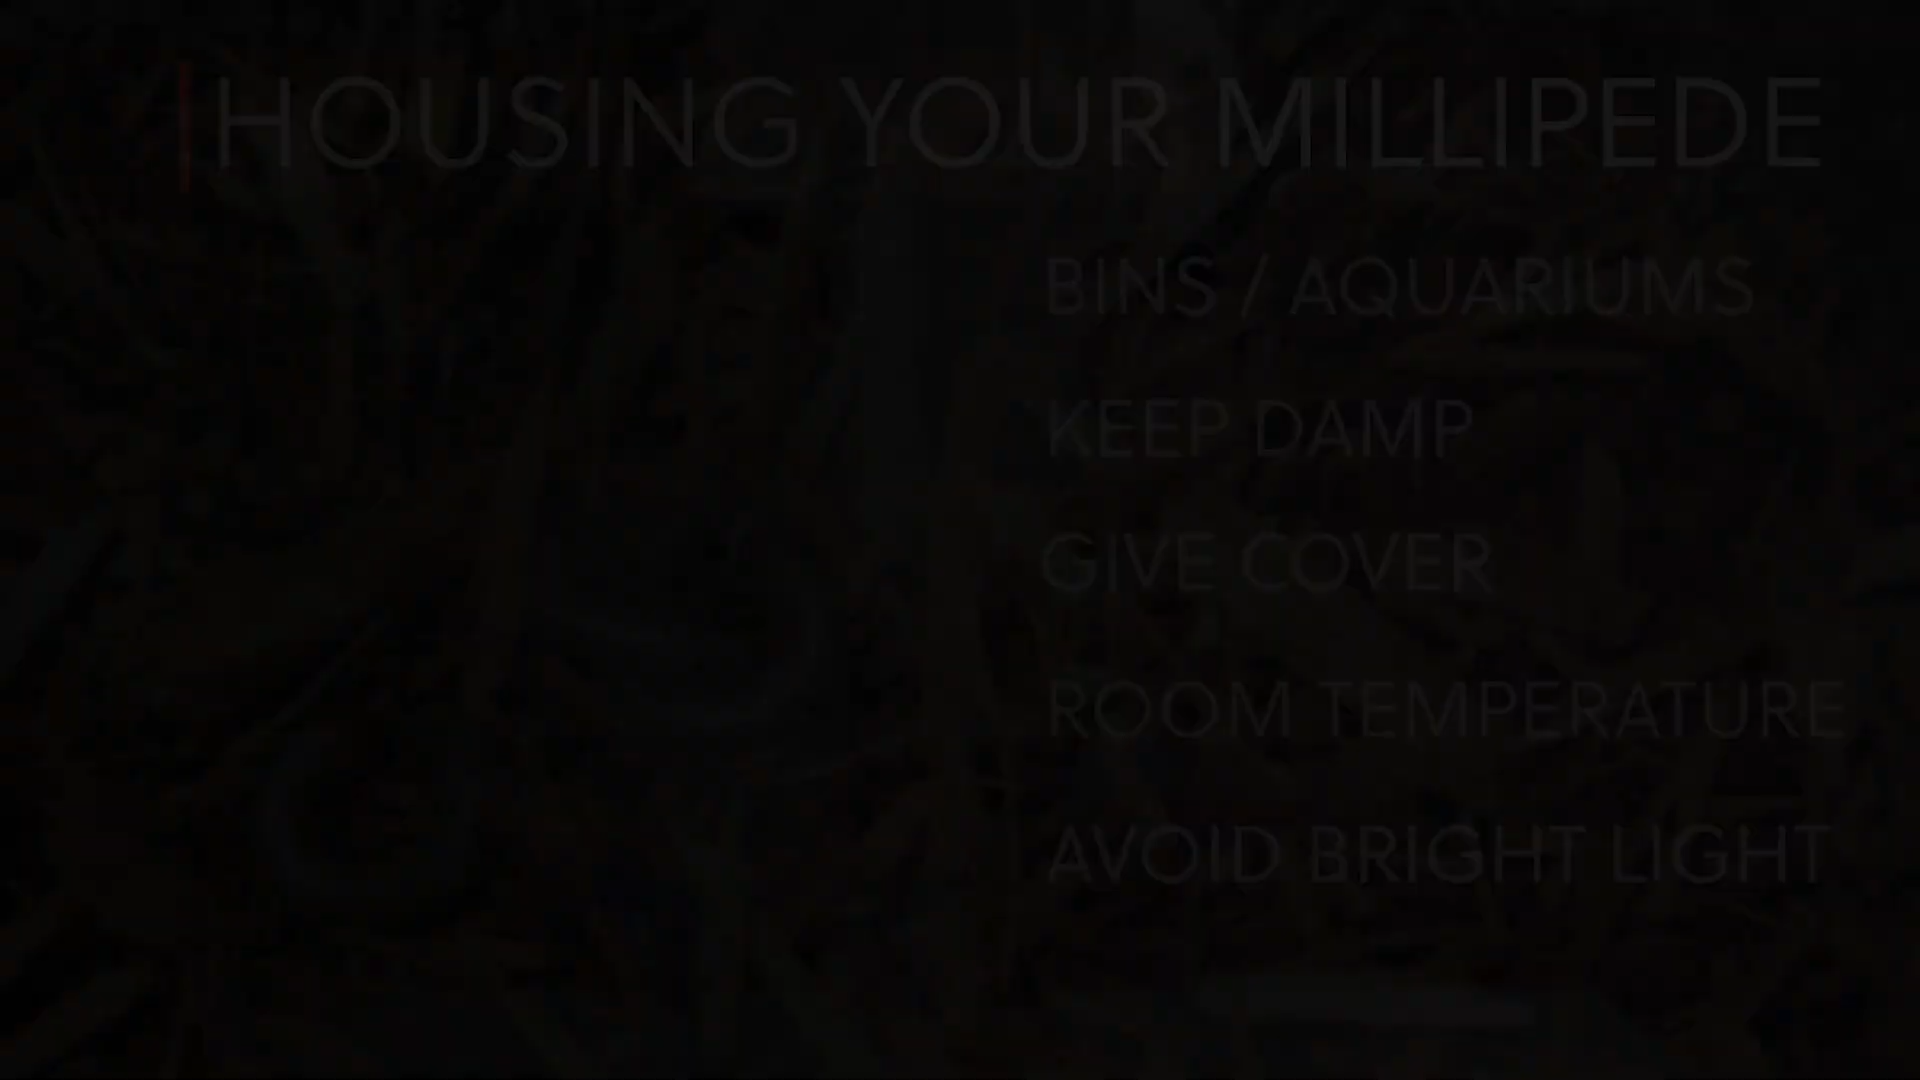 HOUSING YOUR MILLIPEDE
BINS / AQUARIUMS
KEEP DAMP
GIVE COVER
ROOM TEMPERATURE
AVOID BRIGHT LIGHT